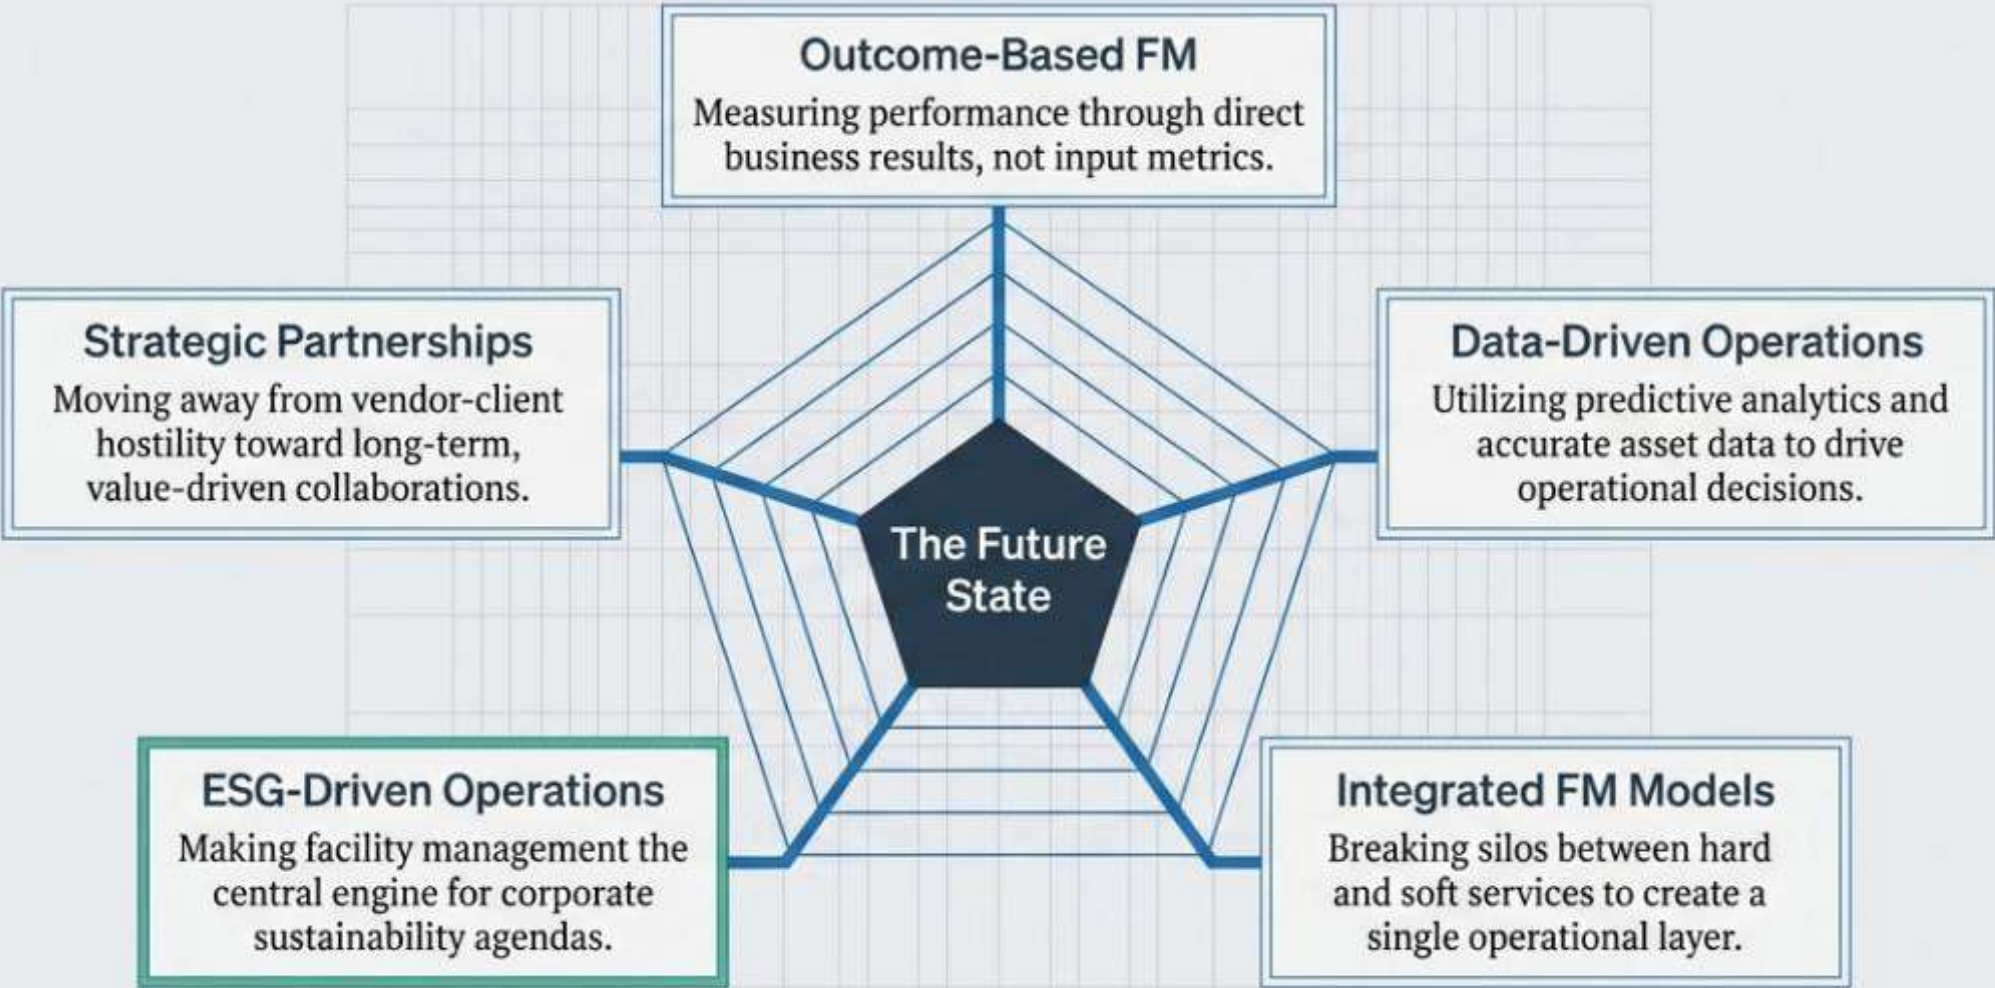 Outcome-Based FM
Measuring performance through direct
business results, not input metrics.
Strategic Partnerships
Moving away from vendor-client
hostility toward long-term,
value-driven collaborations.
Data-Driven Operations
Utilizing predictive analytics and
accurate asset data to drive
operational decisions.
The Future
State
ESG-Driven Operations
Making facility management the
central engine for corporate
sustainability agendas.
Integrated FM Models
Breaking silos between hard
and soft services to create a
single operational layer.